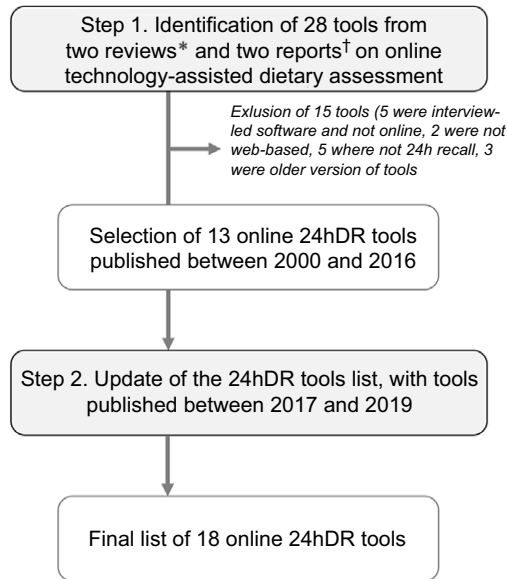 Step 1. Identification of 28 tools from
two reviews* and two reports† on online
technology-assisted dietary assessment
Exlusion of 15 tools (5 were interview-
led software and not online, 2 were not
web-based, 5 where not 24h recall, 3
were older version of tools
Selection of 13 online 24hDR tools
published between 2000 and 2016
Step 2. Update of the 24hDR tools list, with tools
published between 2017 and 2019
Final list of 18 online 24hDR tools